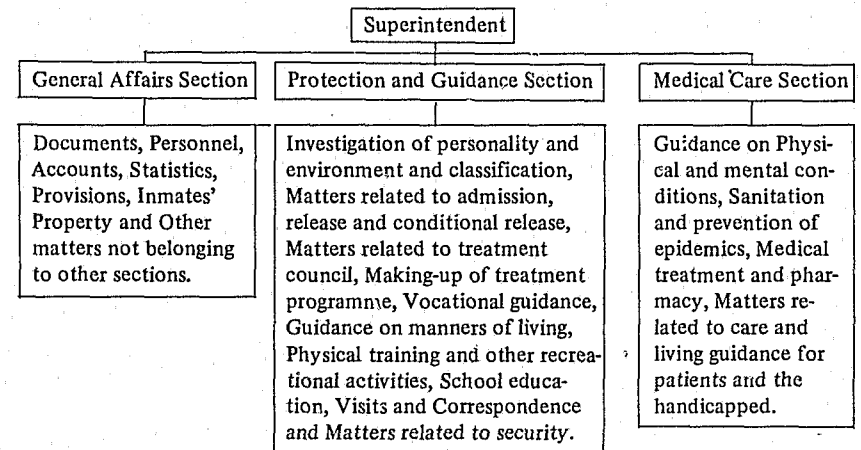 Superintendent
General Affairs Section
Protection and Guidance Section
Medical Care Section
Documents, Personnel,
Accounts, Statistics,
Provisions, Inmates'
Property and Other
matters not belonging
to other sections.
Investigation of personality and
environment and classification,
Matters related to admission,
release and conditional release,
Matters related to treatment
council, Making-up of treatment
programme, Vocational guidance,
Guidance on manners of living,
Physical training and other recrea-
tional activities, School educa-
tion, Visits and Correspondence
and Matters related to security.
Guidance on Physi-
cal and mental con-
ditions, Sanitation
and prevention of
epidemics, Medical
treatment and phar-
macy, Matters re-
lated to care and
living guidance for
patients and the
handicapped.